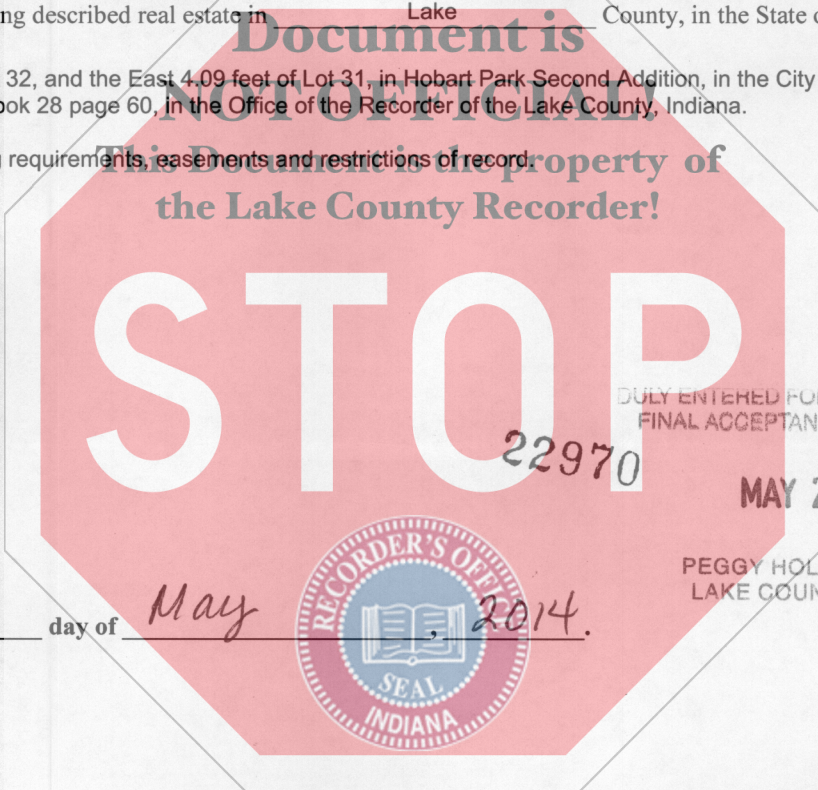 ng described real estate in Lake County, in the State
Document is
32, and the East 4.09 feet of Lot 31, in Hobart Park Second Addition, in the City
NOT OFFICIAL!
ook 28 page 60, in the Office of the Recorder of the Lake County, Indiana.
requirements, easements and restrictions of record.
This Document is the property of
the Lake County Recorder!
STOP
DULY ENTERED FO
FINAL ACCEPTAN
22970
MAY 2
PEGGY HOL
LAKE COUN
day of May, 2014.
RECORDER'S OFFI
SEAL
INDIANA